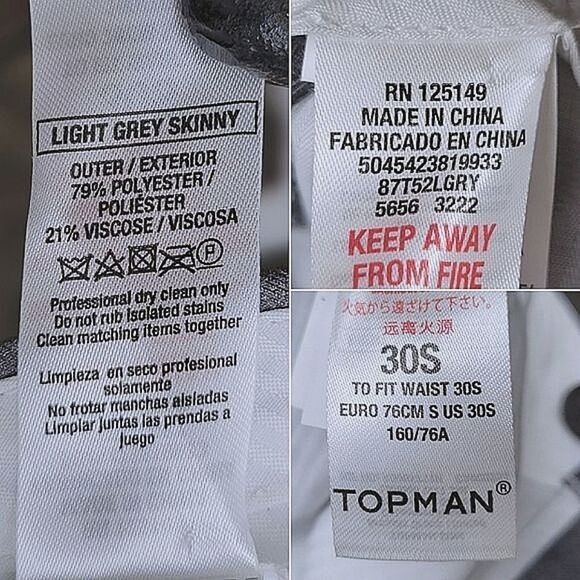 LIGHT GREY SKINNY
OUTER / EXTERIOR
79% POLYESTER /
POLIÉSTER
21% VISCOSE / VISCOSA
P
Professional dry clean only
Do not rub isolated stains
Clean matching items together
Limpieza en seco profesional
solamente
No frotar manchas aisladas
Limpiar juntas las prendas a
juego
RN 125149
MADE IN CHINA
FABRICADO EN CHINA
5045423819933
87T52LGRY
5656 3222
KEEP AWAY
FROM FIRE
火気から遠ざけて下さい。
远离火源
30S
TO FIT WAIST 30S
EURO 76CM S US 30S
160/76A
TOPMAN®